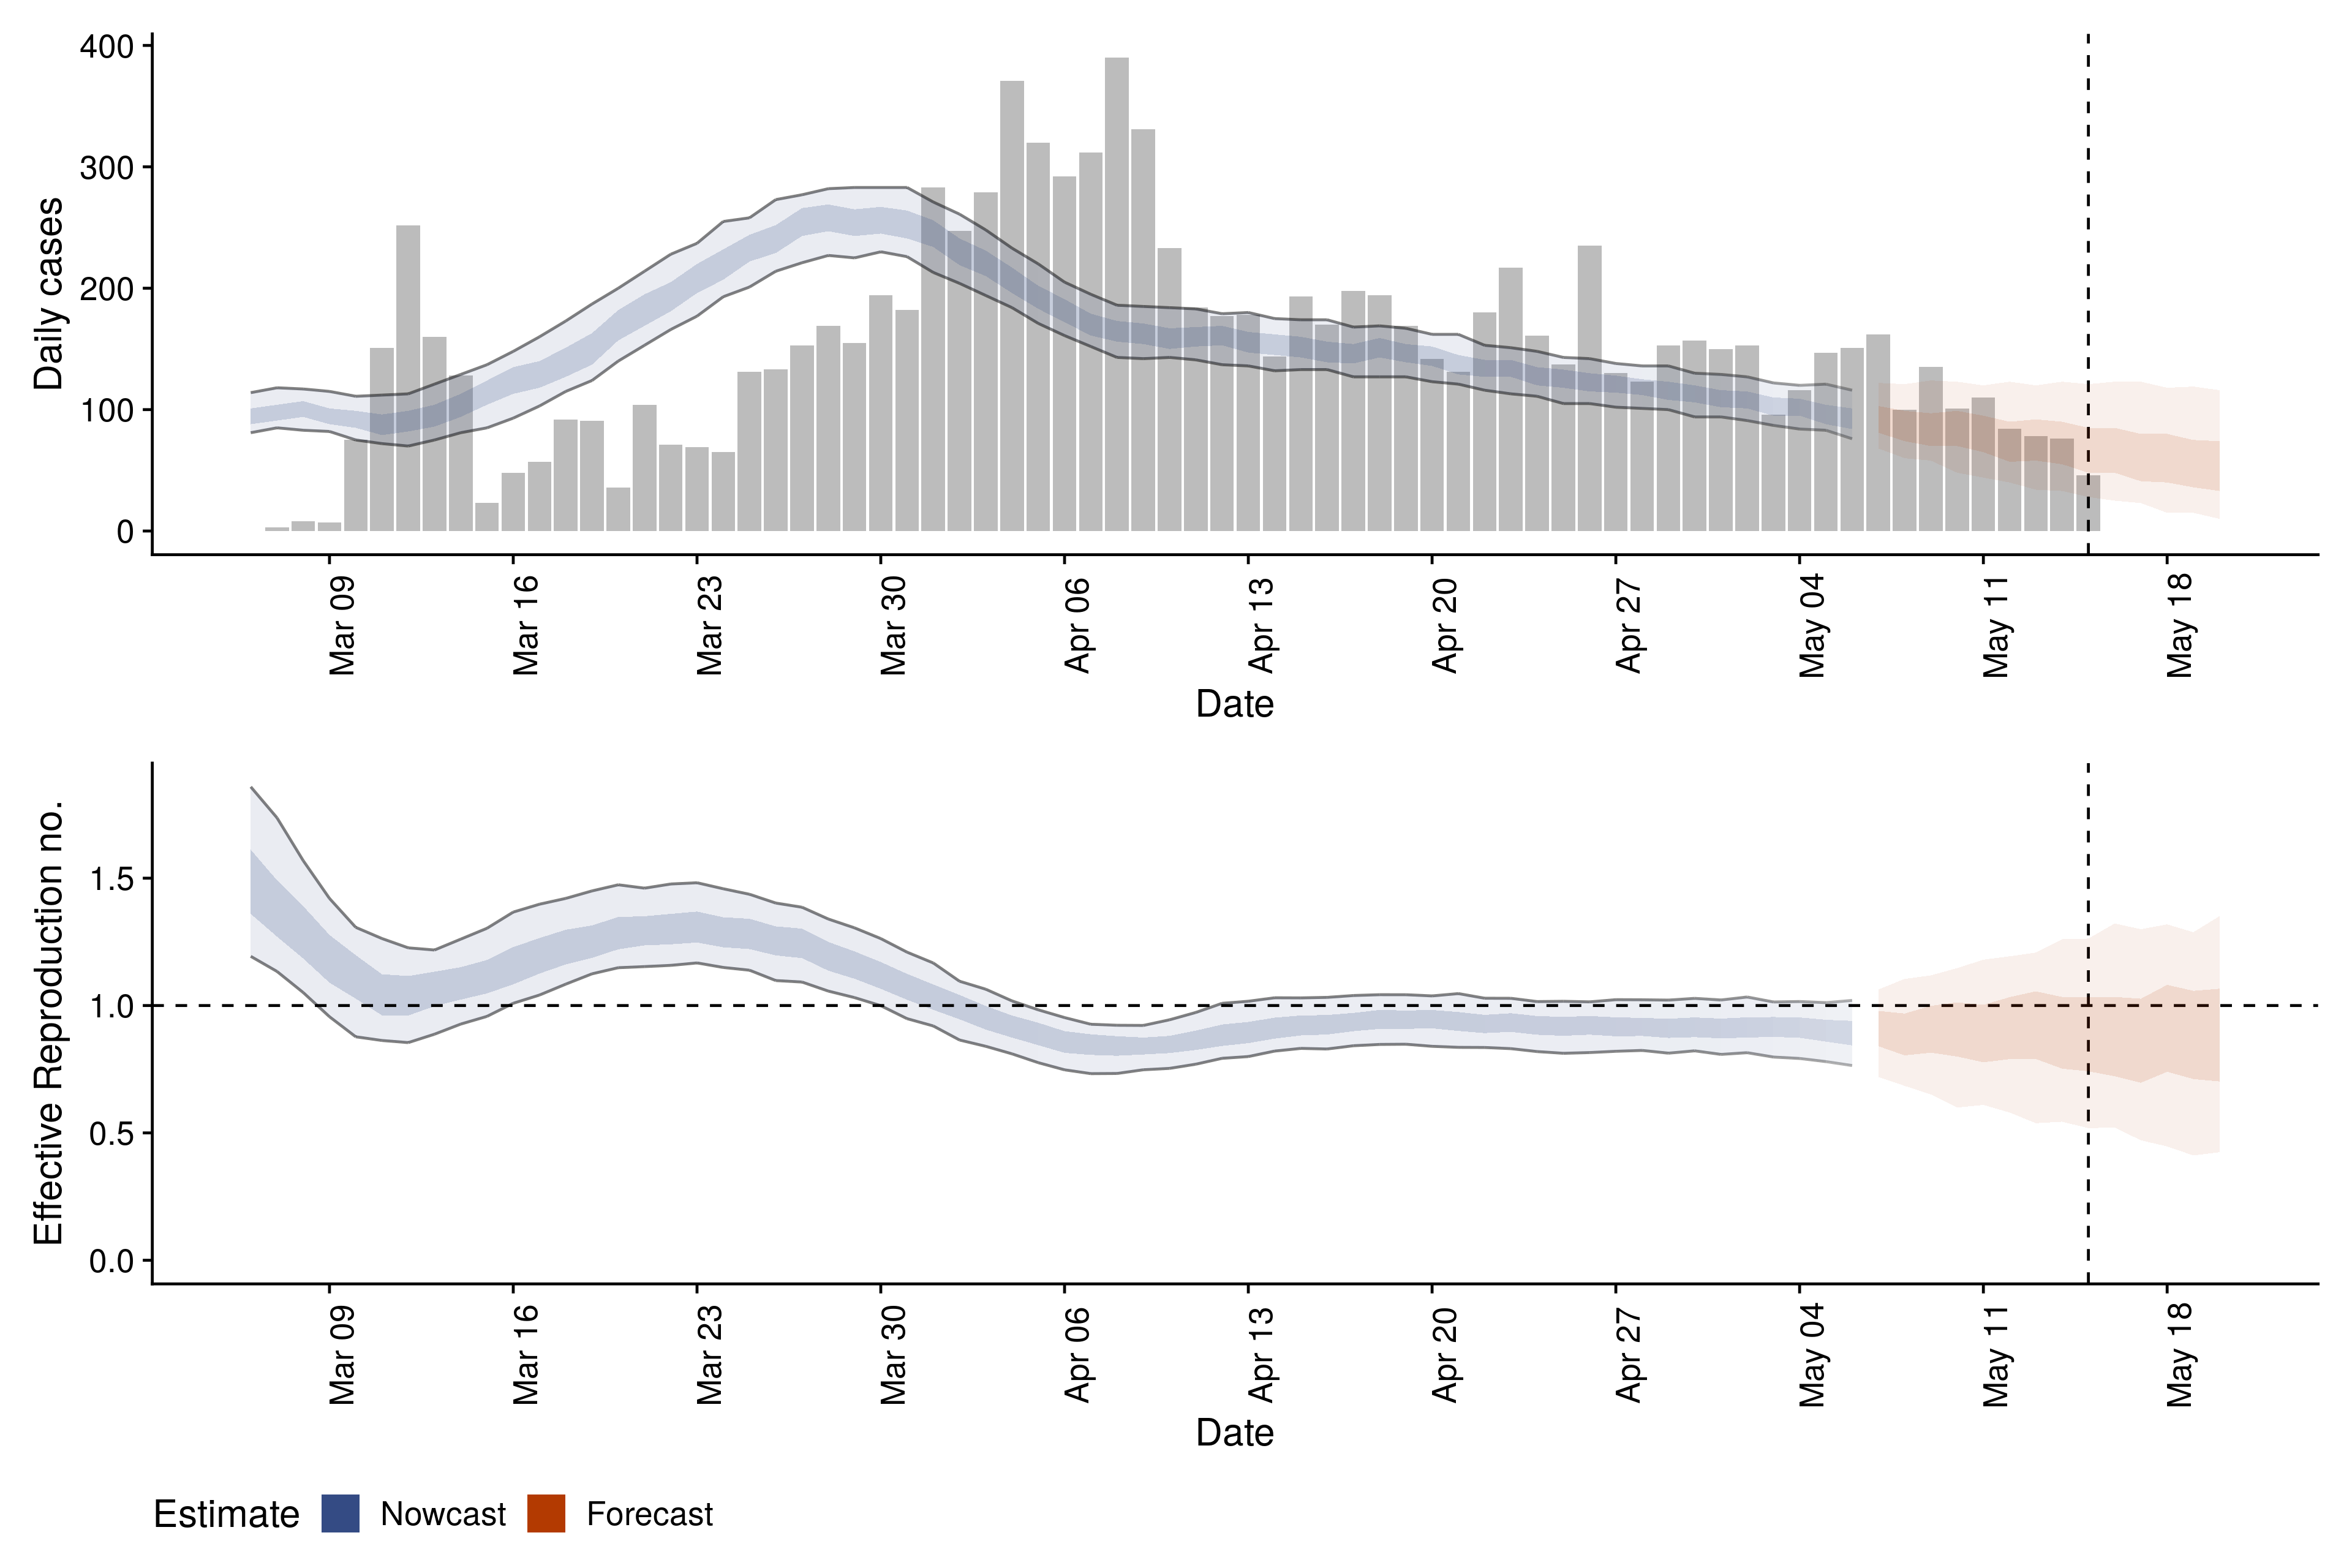 Daily cases
400
300
200
100
0
Mar 09
Mar 16
Mar 23
Mar 30
Apr 06
Apr 13
Apr 20
Apr 27
May 04
May 11
May 18
Date
Effective Reproduction no.
1.5
1.0
0.5
0.0
Mar 09
Mar 16
Mar 23
Mar 30
Apr 06
Apr 13
Apr 20
Apr 27
May 04
May 11
May 18
Date
Estimate Nowcast Forecast